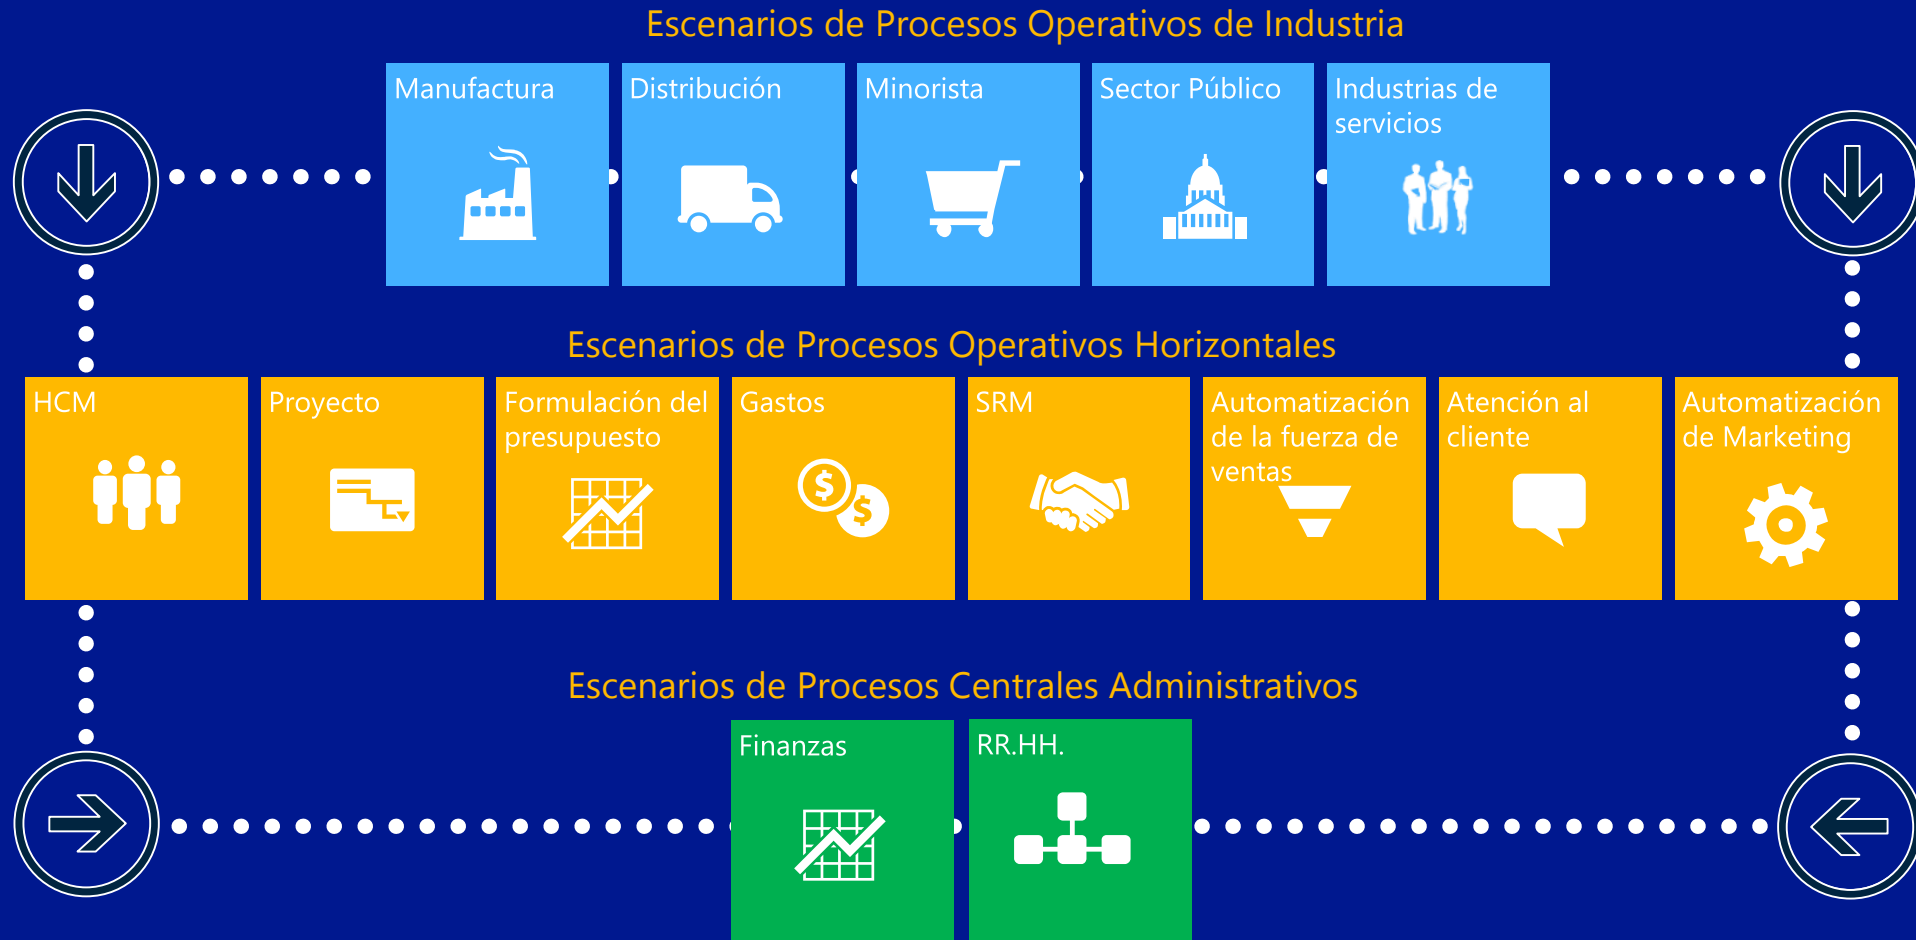 Escenarios de Procesos Operativos de Industria
Manufactura
Distribución
Minorista
Sector Público
Industrias de
servicios
Escenarios de Procesos Operativos Horizontales
HCM
Proyecto
Formulación del
presupuesto
Gastos
SRM
Automatización
de la fuerza de
ventas
Atención al
cliente
Automatización
de Marketing
Escenarios de Procesos Centrales Administrativos
Finanzas
RR.HH.